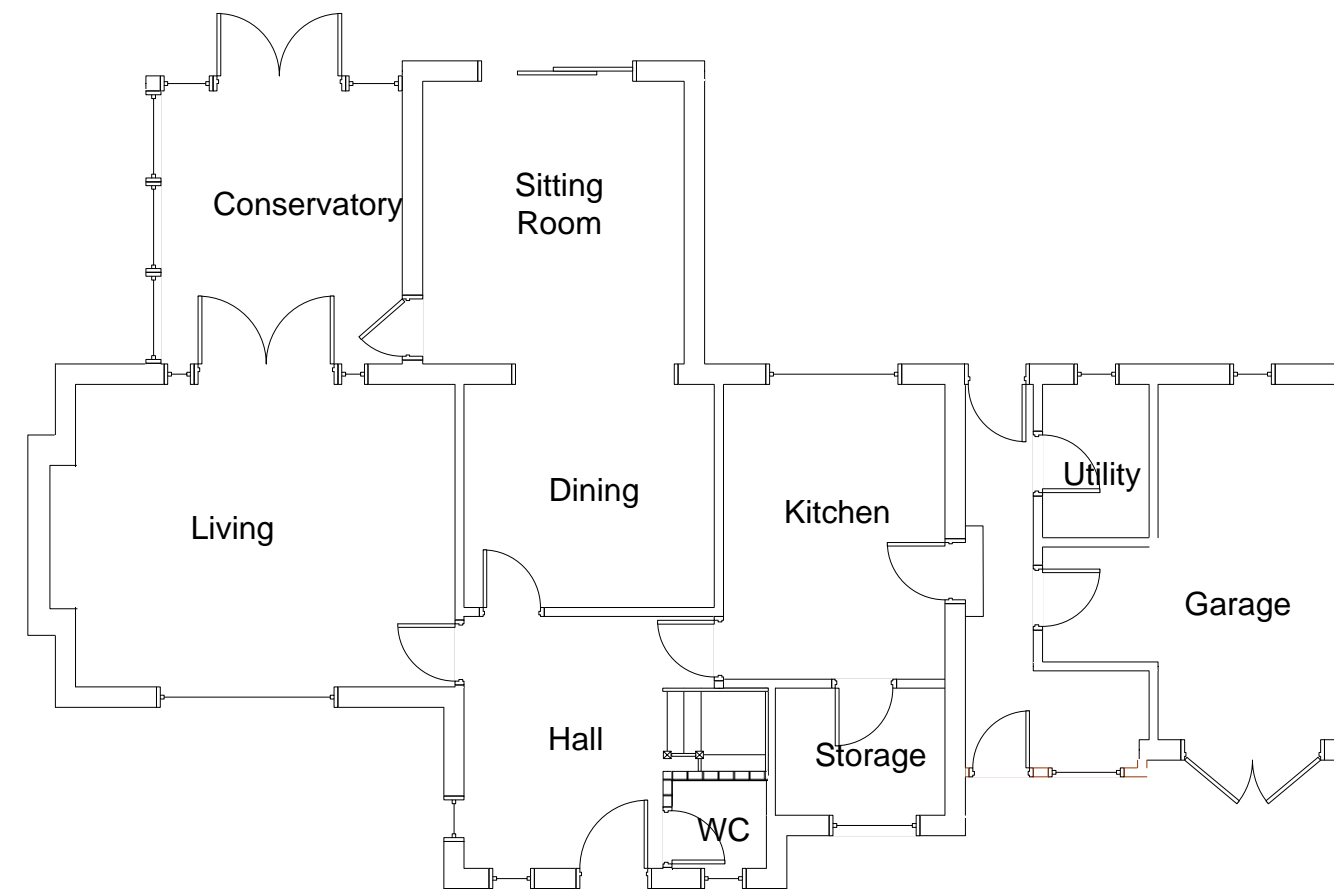 Conservatory
Sitting
Room
Living
Dining
Kitchen
Utility
Garage
Hall
Storage
WC